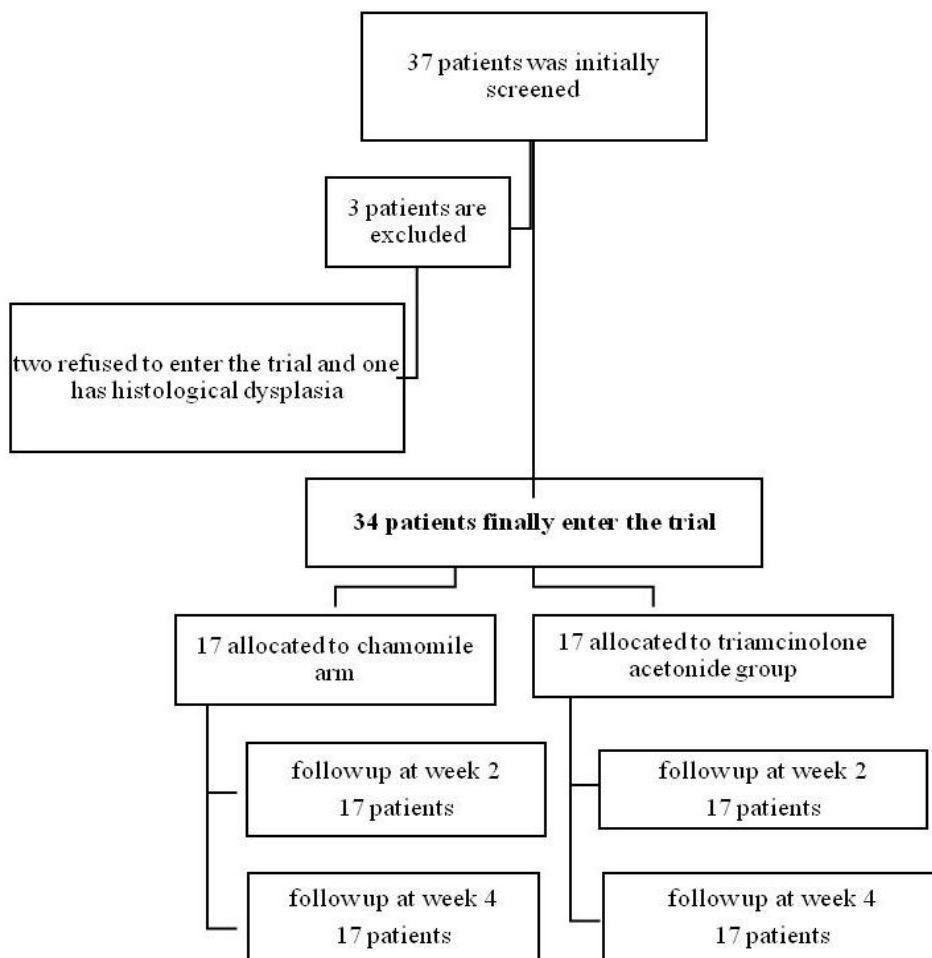 37 patients was initially
screened
3 patients are
excluded
two refused to enter the trial and one
has histological dysplasia
34 patients finally enter the trial
17 allocated to chamomile
arm
17 allocated to triamcinolone
acetonide group
followup at week 2
17 patients
followup at week 2
17 patients
followup at week 4
17 patients
followup at week 4
17 patients